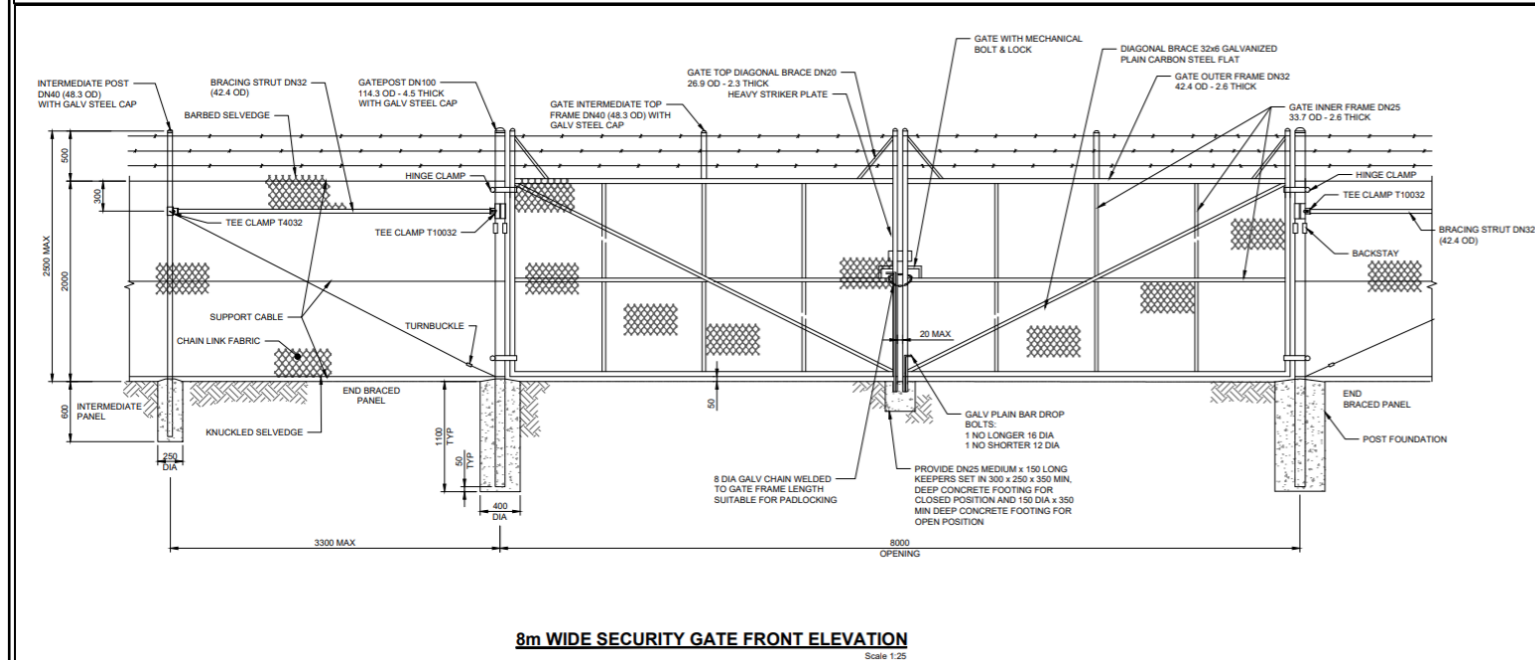 INTERMEDIATE POST
DN40 (48.3 OD)
WITH GALV STEEL CAP
BRACING STRUT DN32
(42.4 OD)
BARBED SELVEDGE
GATEPOST DN100
114.3 OD - 4.5 THICK
WITH GALV STEEL CAP
GATE INTERMEDIATE TOP
FRAME DN40 (48.3 OD) WITH
GALV STEEL CAP
GATE TOP DIAGONAL BRACE DN20
26.9 OD - 2.3 THICK
HEAVY STRIKER PLATE
GATE WITH MECHANICAL
BOLT & LOCK
DIAGONAL BRACE 32x6 GALVANIZED
PLAIN CARBON STEEL FLAT
GATE OUTER FRAME DN32
42.4 OD - 2.6 THICK
GATE INNER FRAME DN25
33.7 OD - 2.6 THICK
500
300
2500 MAX
2000
600
HINGE CLAMP
TEE CLAMP T4032
TEE CLAMP T10032
HINGE CLAMP
TEE CLAMP T10032
BRACING STRUT DN32
(42.4 OD)
BACKSTAY
SUPPORT CABLE
TURNBUCKLE
CHAIN LINK FABRIC
20 MAX
INTERMEDIATE
PANEL
END BRACED
PANEL
KNUCKLED SELVEDGE
250
DIA
1100
TYP
50
TYP
400
DIA
50
GALV PLAIN BAR DROP
BOLTS:
1 NO LONGER 16 DIA
1 NO SHORTER 12 DIA
END
BRACED PANEL
POST FOUNDATION
8 DIA GALV CHAIN WELDED
TO GATE FRAME LENGTH
SUITABLE FOR PADLOCKING
PROVIDE DN25 MEDIUM x 150 LONG
KEEPERS SET IN 300 x 250 x 350 MIN,
DEEP CONCRETE FOOTING FOR
CLOSED POSITION AND 150 DIA x 350
MIN DEEP CONCRETE FOOTING FOR
OPEN POSITION
3300 MAX
8000
OPENING
8m WIDE SECURITY GATE FRONT ELEVATION
Scale 1:25